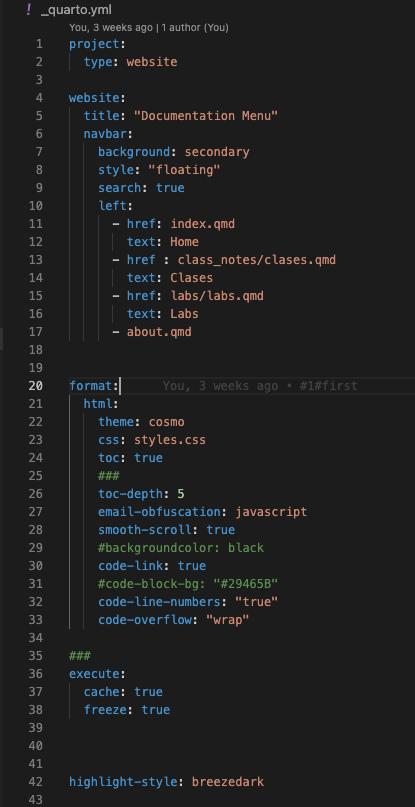 ! _quarto.yml
You, 3 weeks ago | 1 author (You)
1 project:
2   type: website
3
4 website:
5   title: "Documentation Menu"
6   navbar:
7     background: secondary
8     style: "floating"
9     search: true
10     left:
11       - href: index.qmd
12         text: Home
13       - href : class_notes/clases.qmd
14         text: Clases
15       - href: labs/labs.qmd
16         text: Labs
17       - about.qmd
18
19
20 format: You, 3 weeks ago • #1#first
21   html:
22     theme: cosmo
23     css: styles.css
24     toc: true
25     ###
26     toc-depth: 5
27     email-obfuscation: javascript
28     smooth-scroll: true
29     #backgroundcolor: black
30     code-link: true
31     #code-block-bg: "#29465B"
32     code-line-numbers: "true"
33     code-overflow: "wrap"
34
35 ###
36 execute:
37   cache: true
38   freeze: true
39
40
41
42 highlight-style: breezedark
43